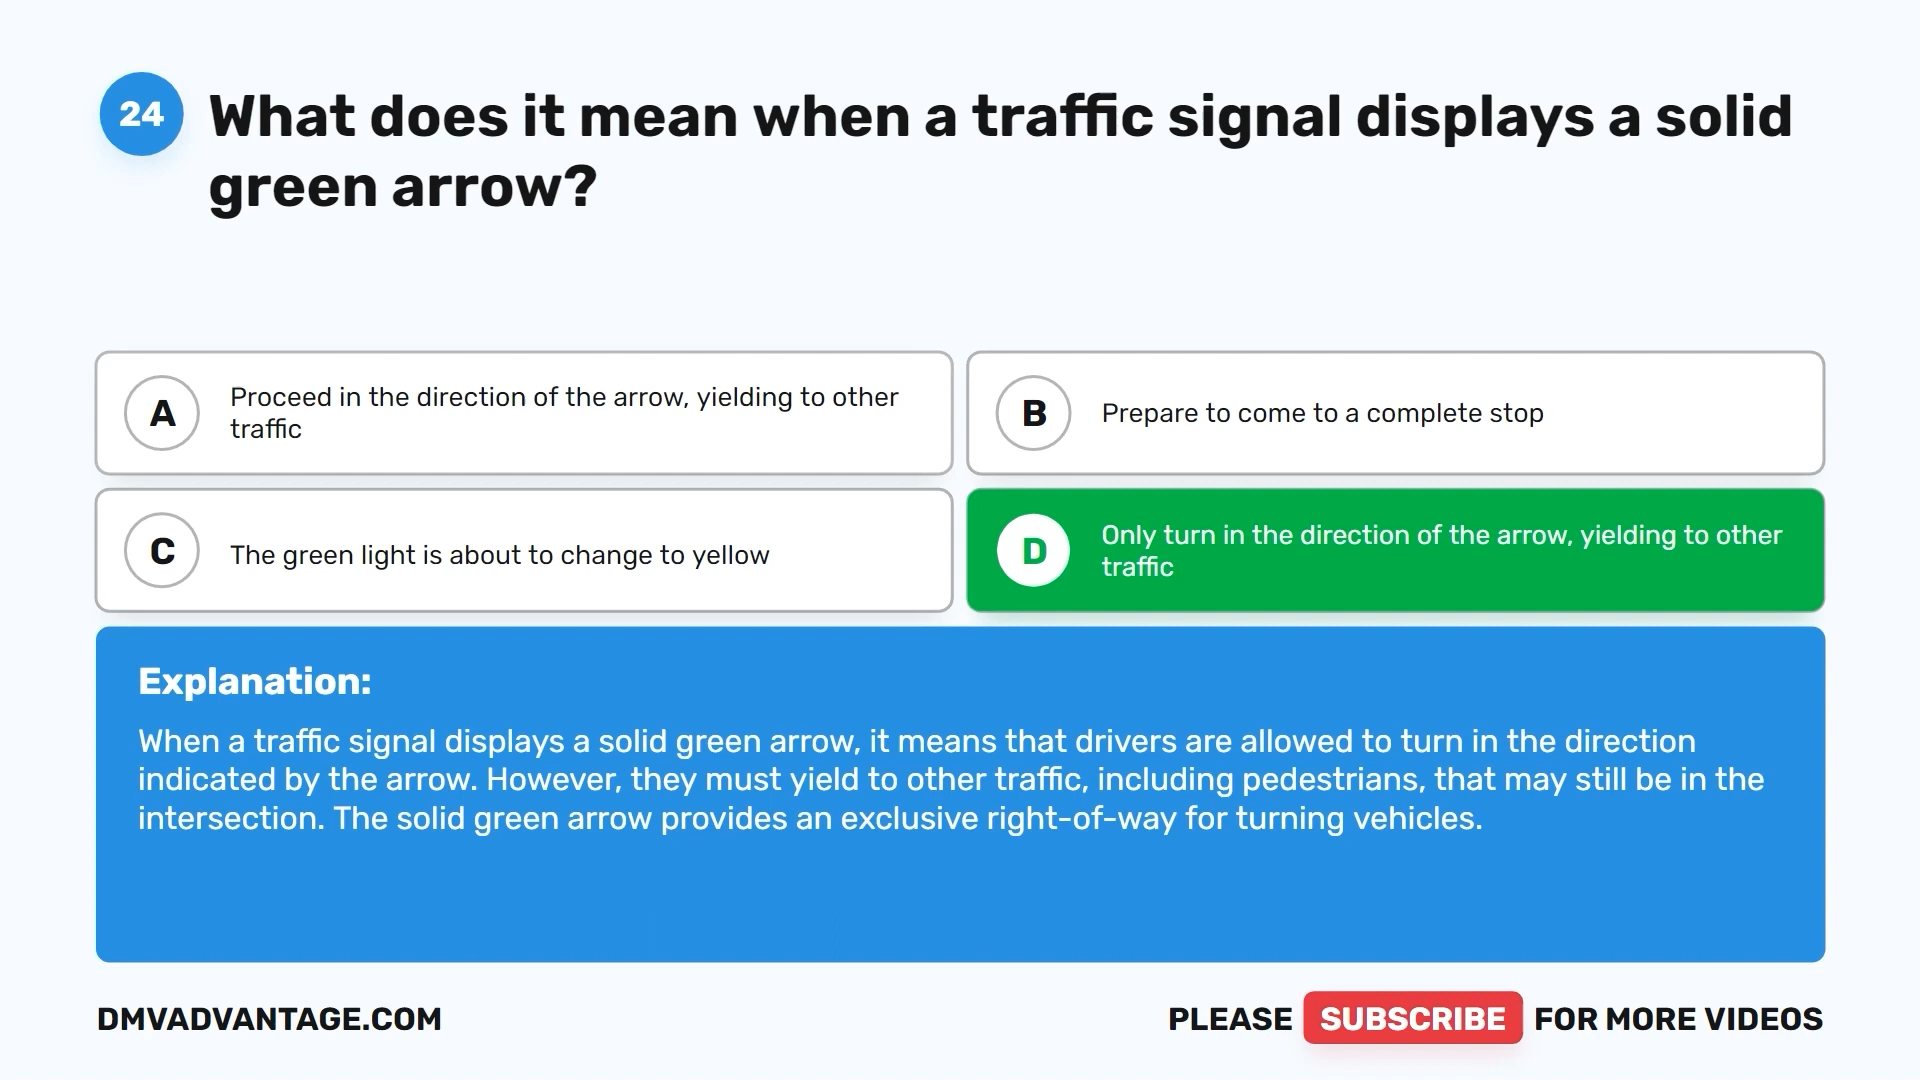 24
What does it mean when a traffic signal displays a solid
green arrow?
A
Proceed in the direction of the arrow, yielding to other
traffic
B
Prepare to come to a complete stop
C
The green light is about to change to yellow
D
Only turn in the direction of the arrow, yielding to other
traffic
Explanation:
When a traffic signal displays a solid green arrow, it means that drivers are allowed to turn in the direction
indicated by the arrow. However, they must yield to other traffic, including pedestrians, that may still be in the
intersection. The solid green arrow provides an exclusive right-of-way for turning vehicles.
DMVADVANTAGE.COM
PLEASE SUBSCRIBE FOR MORE VIDEOS